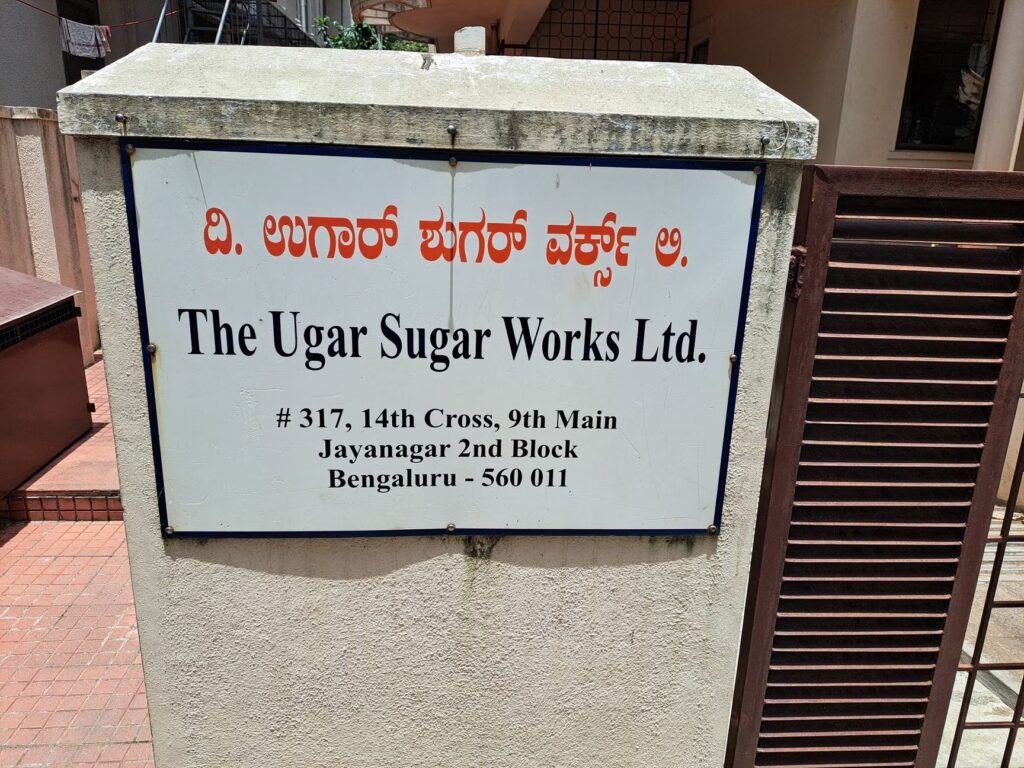 ದಿ. ಉಗಾರ್ ಶುಗರ್ ವರ್ಕ್ಸ್ ಲಿ.
The Ugar Sugar Works Ltd.
# 317, 14th Cross, 9th Main
Jayanagar 2nd Block
Bengaluru - 560 011